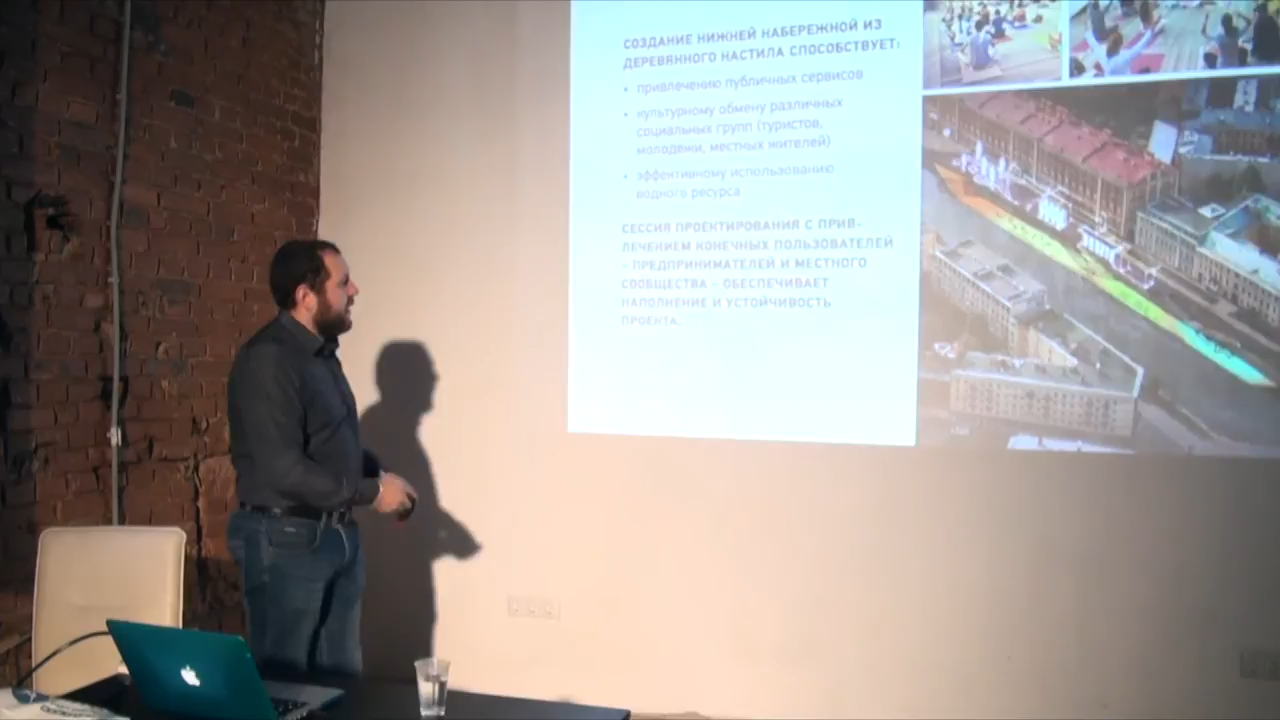 СОЗДАНИЕ НИЖНЕЙ НАБЕРЕЖНОЙ ИЗ
ДЕРЕВЯННОГО НАСТИЛА СПОСОБСТВУЕТ:
• привлечению публичных сервисов
• культурному обмену различных
социальных групп (туристов,
молодежи, местных жителей)
• эффективному использованию
водного ресурса
СЕССИЯ ПРОЕКТИРОВАНИЯ С ПРИВ-
ЛЕЧЕНИЕМ КОНЕЧНЫХ ПОЛЬЗОВАТЕЛЕЙ
– ПРЕДПРИНИМАТЕЛЕЙ И МЕСТНОГО
СООБЩЕСТВА – ОБЕСПЕЧИВАЕТ
НАПОЛНЕНИЕ И УСТОЙЧИВОСТЬ
ПРОЕКТА.